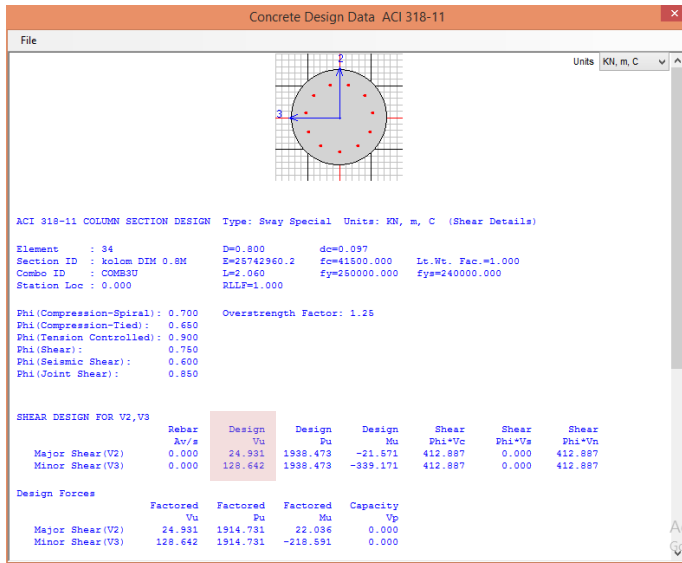 Concrete Design Data ACI 318-11
File
Units KN, m, C
2
3
ACI 318-11 COLUMN SECTION DESIGN Type: Sway Special Units: KN, m, C (Shear Details)
Element : 34 D=0.800 dc=0.097
Section ID : kolom DIM 0.8M E=25742960.2 fc=41500.000 Lt.Wt. Fac.=1.000
Combo ID : COMB3U L=2.060 fy=250000.000 fys=240000.000
Station Loc : 0.000 RLLF=1.000
Phi(Compression-Spiral): 0.700 Overstrength Factor: 1.25
Phi(Compression-Tied): 0.650
Phi(Tension Controlled): 0.900
Phi(Shear): 0.750
Phi(Seismic Shear): 0.600
Phi(Joint Shear): 0.850
SHEAR DESIGN FOR V2,V3
Rebar Design Design Design Shear Shear Shear
Av/s Vu Pu Mu Phi*Vc Phi*Vs Phi*Vn
Major Shear(V2) 0.000 24.931 1938.473 -21.571 412.887 0.000 412.887
Minor Shear(V3) 0.000 128.642 1938.473 -339.171 412.887 0.000 412.887
Design Forces
Factored Factored Factored Capacity
Vu Pu Mu Vp
Major Shear(V2) 24.931 1914.731 22.036 0.000
Minor Shear(V3) 128.642 1914.731 -218.591 0.000